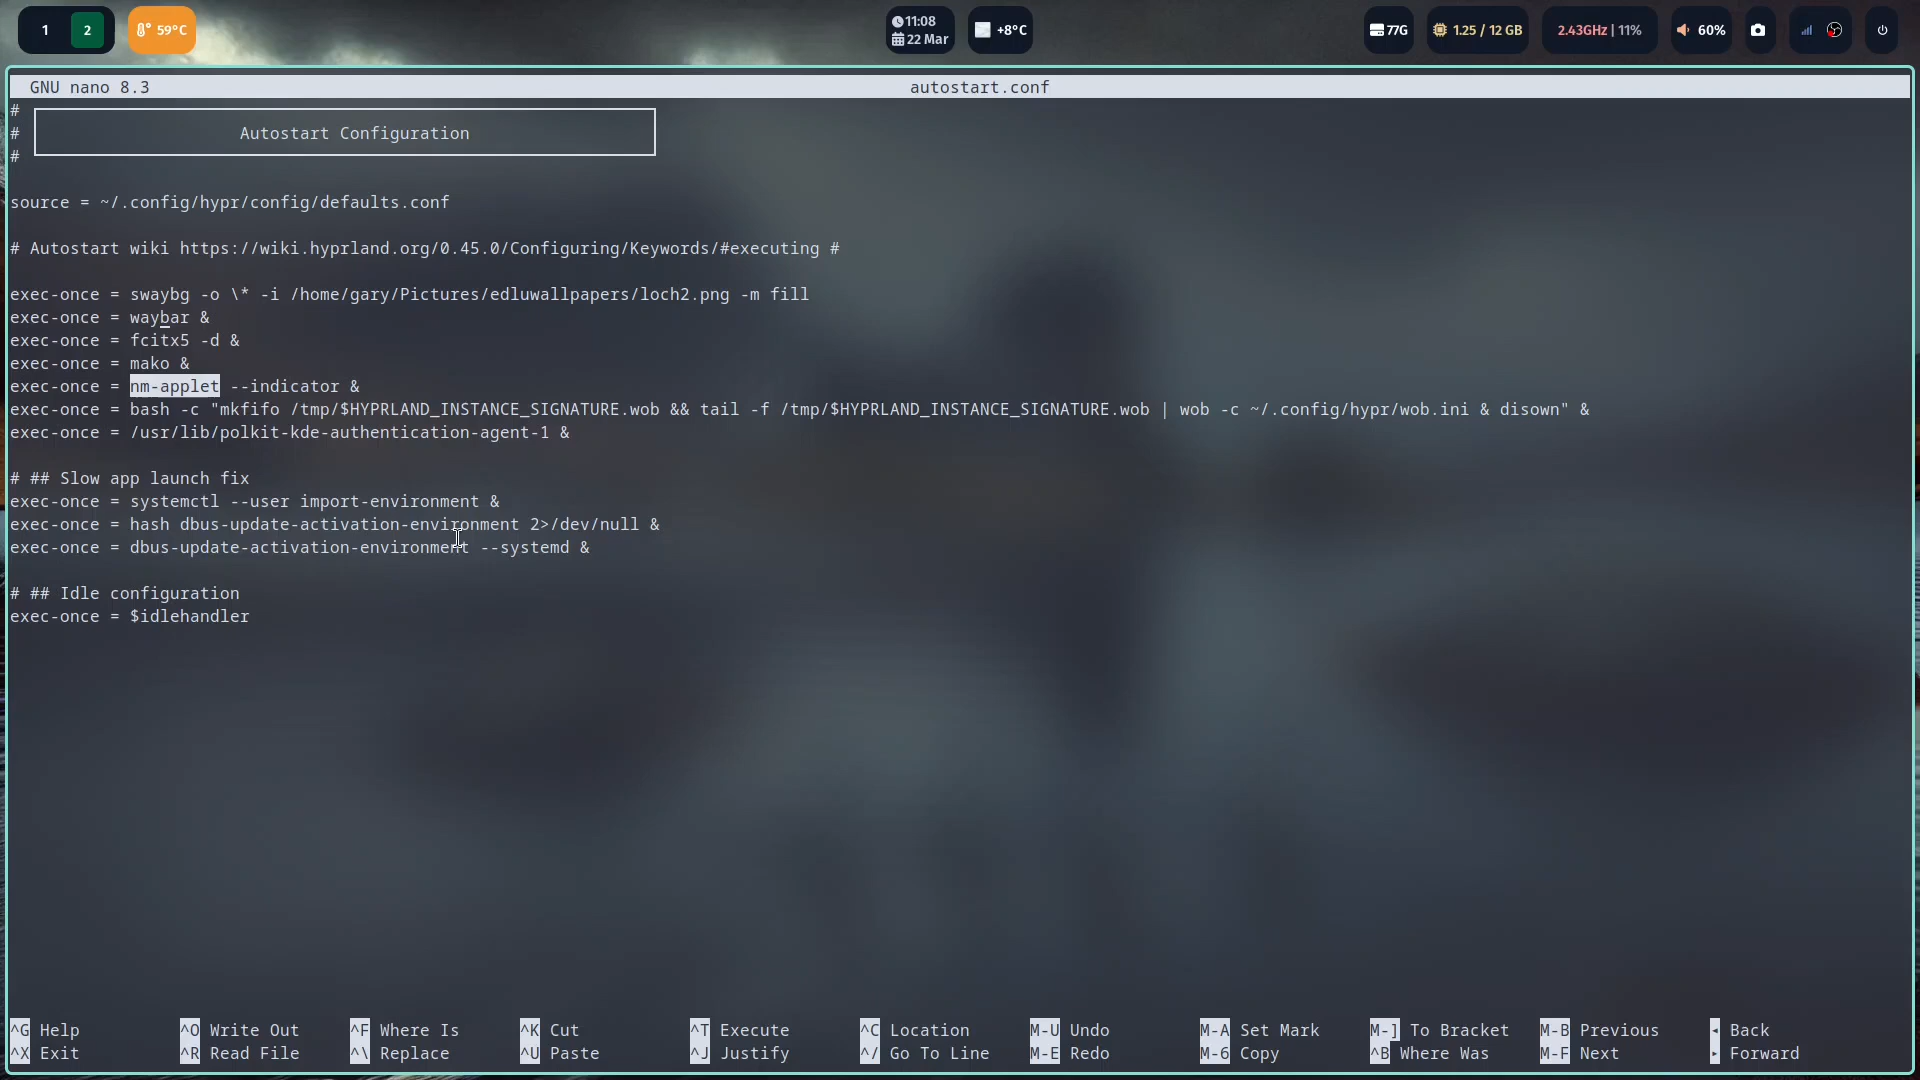 1 2 59°C 11:08 22 Mar +8°C 77G 1.25 / 12 GB 2.43GHz | 11% 60%
GNU nano 8.3 autostart.conf
#
# Autostart Configuration
#
source = ~/.config/hypr/config/defaults.conf
# Autostart wiki https://wiki.hyprland.org/0.45.0/Configuring/Keywords/#executing #
exec-once = swaybg -o \* -i /home/gary/Pictures/edluwallpapers/loch2.png -m fill
exec-once = waybar &
exec-once = fcitx5 -d &
exec-once = mako &
exec-once = nm-applet --indicator &
exec-once = bash -c "mkfifo /tmp/$HYPRLAND_INSTANCE_SIGNATURE.wob && tail -f /tmp/$HYPRLAND_INSTANCE_SIGNATURE.wob | wob -c ~/.config/hypr/wob.ini & disown" &
exec-once = /usr/lib/polkit-kde-authentication-agent-1 &
# ## Slow app launch fix
exec-once = systemctl --user import-environment &
exec-once = hash dbus-update-activation-environment 2>/dev/null &
exec-once = dbus-update-activation-environment --systemd &
# ## Idle configuration
exec-once = $idlehandler
^G Help ^O Write Out ^F Where Is ^K Cut ^T Execute ^C Location M-U Undo M-A Set Mark M-] To Bracket M-B Previous ◂ Back
^X Exit ^R Read File ^\ Replace ^U Paste ^J Justify ^/ Go To Line M-E Redo M-6 Copy ^B Where Was M-F Next ▸ Forward